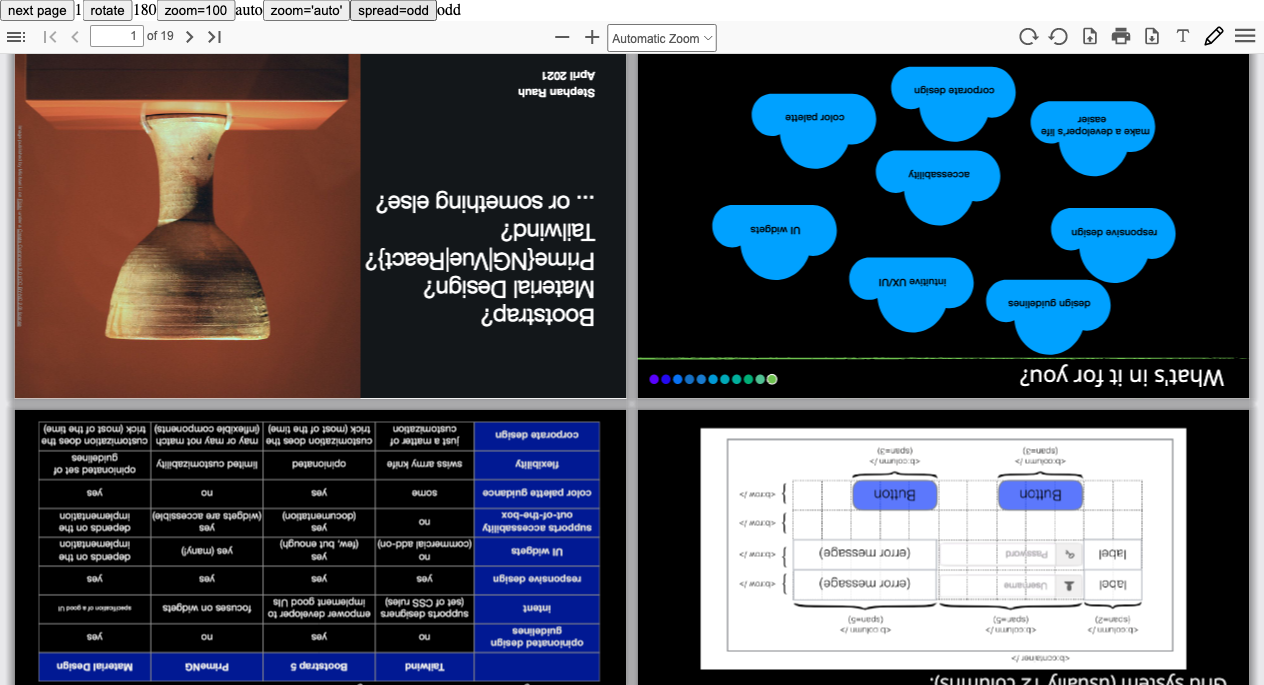 next page 1 rotate 180 zoom=100 auto zoom='auto' spread=odd odd
1 of 19 Automatic Zoom
Bootstrap?
Material Design?
Prime{NG|Vue|React}?
Tailwind?
... or something else?
Stephan Rauh
April 2021
What's in it for you?
design guidelines
intuitive UX/UI
responsive design
UI widgets
accessability
make a developer's life
easier
color palette
corporate design
Tailwind Bootstrap 5 PrimeNG Material Design
opinionated design
guidelines
no yes no yes
intent
supports designers
(set of CSS rules)
empower developer to
implement good UIs
focuses on widgets
specification of a good UI
responsive design yes yes yes yes
UI widgets
no
(commercial add-on)
yes
(few, but enough)
yes (many!)
depends on the
implementation
supports accessability
out-of-the-box
no
yes
(documentation)
yes
(widgets are accessible)
depends on the
implementation
color palette guidance some yes no yes
flexibility
swiss army knife
opinionated
limited customizability
opinionated set of
guidelines
corporate design
just a matter of
customization
customization does the
trick (most of the time)
may or may not match
(inflexible components)
customization does the
trick (most of the time)
Grid system (usually 12 columns):
<b:container />
<b:column />
(span=2)
<b:column />
(span=5)
<b:column />
(span=5)
label Username (error message) <b:row />
label Password (error message) <b:row />
<b:row />
Button Button <b:row />
<b:column />
(span=3)
<b:column />
(span=3)